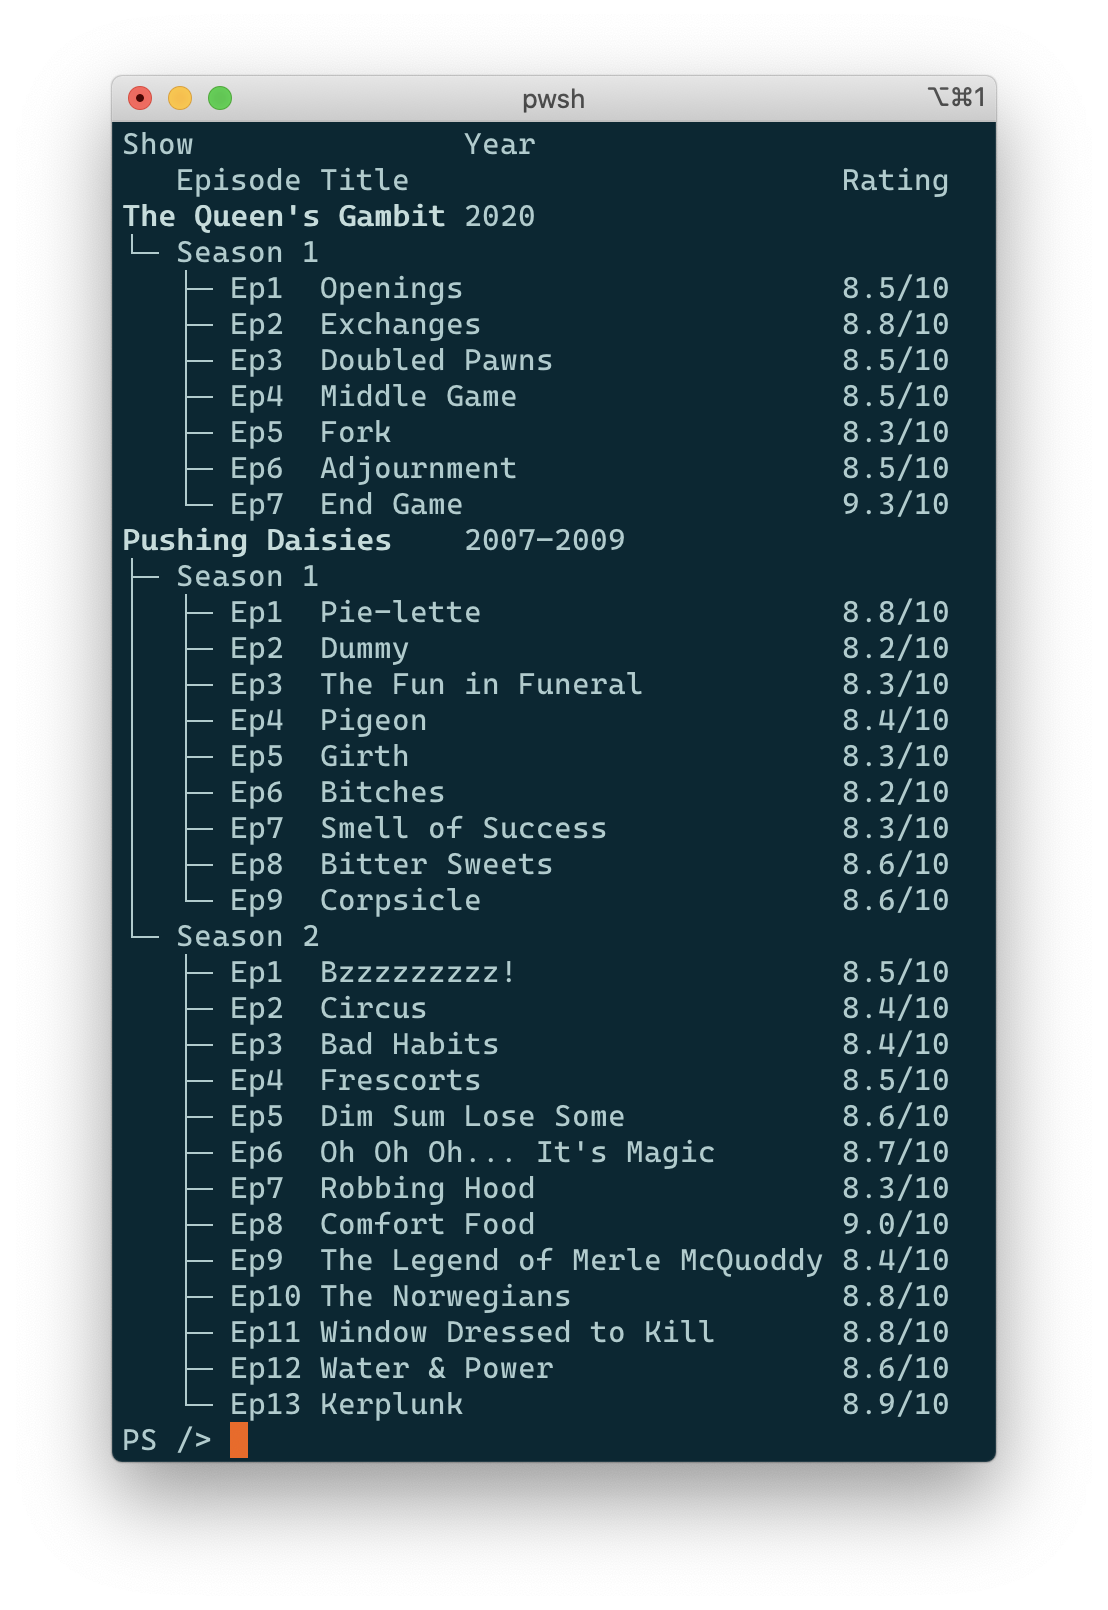 pwsh ⌥⌘1
Show Year
Episode Title Rating
The Queen's Gambit 2020
└─ Season 1
├─ Ep1 Openings 8.5/10
├─ Ep2 Exchanges 8.8/10
├─ Ep3 Doubled Pawns 8.5/10
├─ Ep4 Middle Game 8.5/10
├─ Ep5 Fork 8.3/10
├─ Ep6 Adjournment 8.5/10
└─ Ep7 End Game 9.3/10
Pushing Daisies 2007-2009
├─ Season 1
│ ├─ Ep1 Pie-lette 8.8/10
│ ├─ Ep2 Dummy 8.2/10
│ ├─ Ep3 The Fun in Funeral 8.3/10
│ ├─ Ep4 Pigeon 8.4/10
│ ├─ Ep5 Girth 8.3/10
│ ├─ Ep6 Bitches 8.2/10
│ ├─ Ep7 Smell of Success 8.3/10
│ ├─ Ep8 Bitter Sweets 8.6/10
│ └─ Ep9 Corpsicle 8.6/10
└─ Season 2
├─ Ep1 Bzzzzzzzzz! 8.5/10
├─ Ep2 Circus 8.4/10
├─ Ep3 Bad Habits 8.4/10
├─ Ep4 Frescorts 8.5/10
├─ Ep5 Dim Sum Lose Some 8.6/10
├─ Ep6 Oh Oh Oh... It's Magic 8.7/10
├─ Ep7 Robbing Hood 8.3/10
├─ Ep8 Comfort Food 9.0/10
├─ Ep9 The Legend of Merle McQuoddy 8.4/10
├─ Ep10 The Norwegians 8.8/10
├─ Ep11 Window Dressed to Kill 8.8/10
├─ Ep12 Water & Power 8.6/10
└─ Ep13 Kerplunk 8.9/10
PS />